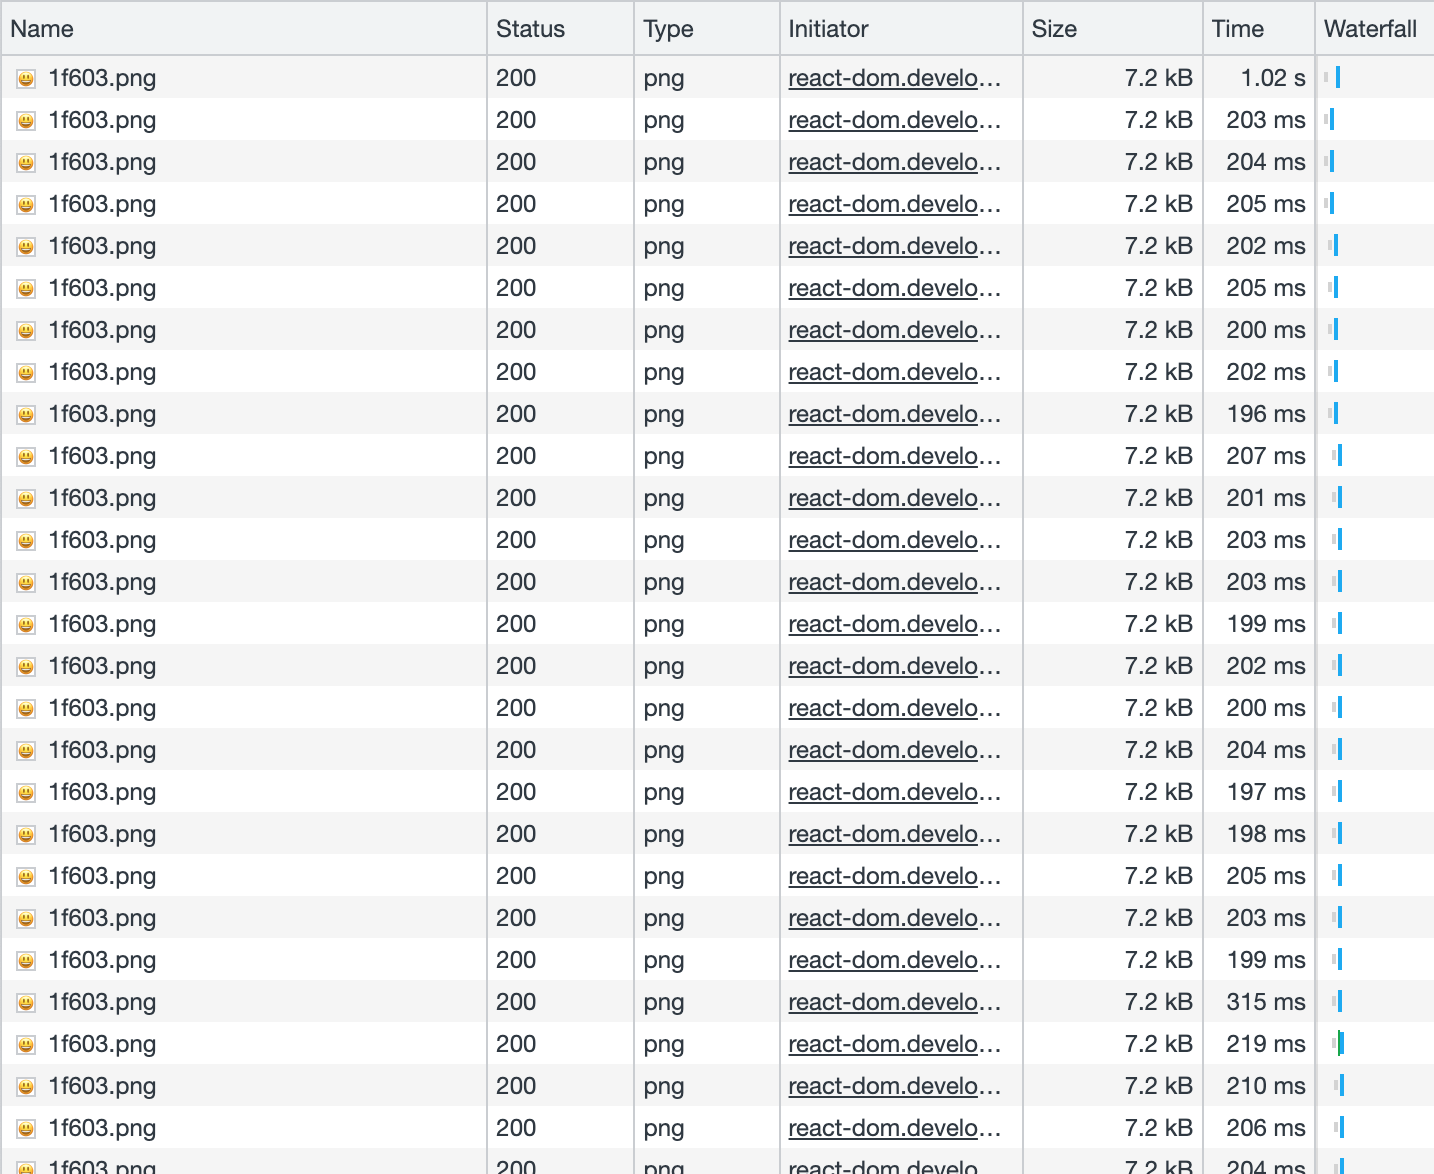 Name Status Type Initiator Size Time Waterfall
1f603.png 200 png react-dom.develo… 7.2 kB 1.02 s
1f603.png 200 png react-dom.develo… 7.2 kB 203 ms
1f603.png 200 png react-dom.develo… 7.2 kB 204 ms
1f603.png 200 png react-dom.develo… 7.2 kB 205 ms
1f603.png 200 png react-dom.develo… 7.2 kB 202 ms
1f603.png 200 png react-dom.develo… 7.2 kB 205 ms
1f603.png 200 png react-dom.develo… 7.2 kB 200 ms
1f603.png 200 png react-dom.develo… 7.2 kB 202 ms
1f603.png 200 png react-dom.develo… 7.2 kB 196 ms
1f603.png 200 png react-dom.develo… 7.2 kB 207 ms
1f603.png 200 png react-dom.develo… 7.2 kB 201 ms
1f603.png 200 png react-dom.develo… 7.2 kB 203 ms
1f603.png 200 png react-dom.develo… 7.2 kB 203 ms
1f603.png 200 png react-dom.develo… 7.2 kB 199 ms
1f603.png 200 png react-dom.develo… 7.2 kB 202 ms
1f603.png 200 png react-dom.develo… 7.2 kB 200 ms
1f603.png 200 png react-dom.develo… 7.2 kB 204 ms
1f603.png 200 png react-dom.develo… 7.2 kB 197 ms
1f603.png 200 png react-dom.develo… 7.2 kB 198 ms
1f603.png 200 png react-dom.develo… 7.2 kB 205 ms
1f603.png 200 png react-dom.develo… 7.2 kB 203 ms
1f603.png 200 png react-dom.develo… 7.2 kB 199 ms
1f603.png 200 png react-dom.develo… 7.2 kB 315 ms
1f603.png 200 png react-dom.develo… 7.2 kB 219 ms
1f603.png 200 png react-dom.develo… 7.2 kB 210 ms
1f603.png 200 png react-dom.develo… 7.2 kB 206 ms
1f603.png 200 png react-dom.develo… 7.2 kB 204 ms